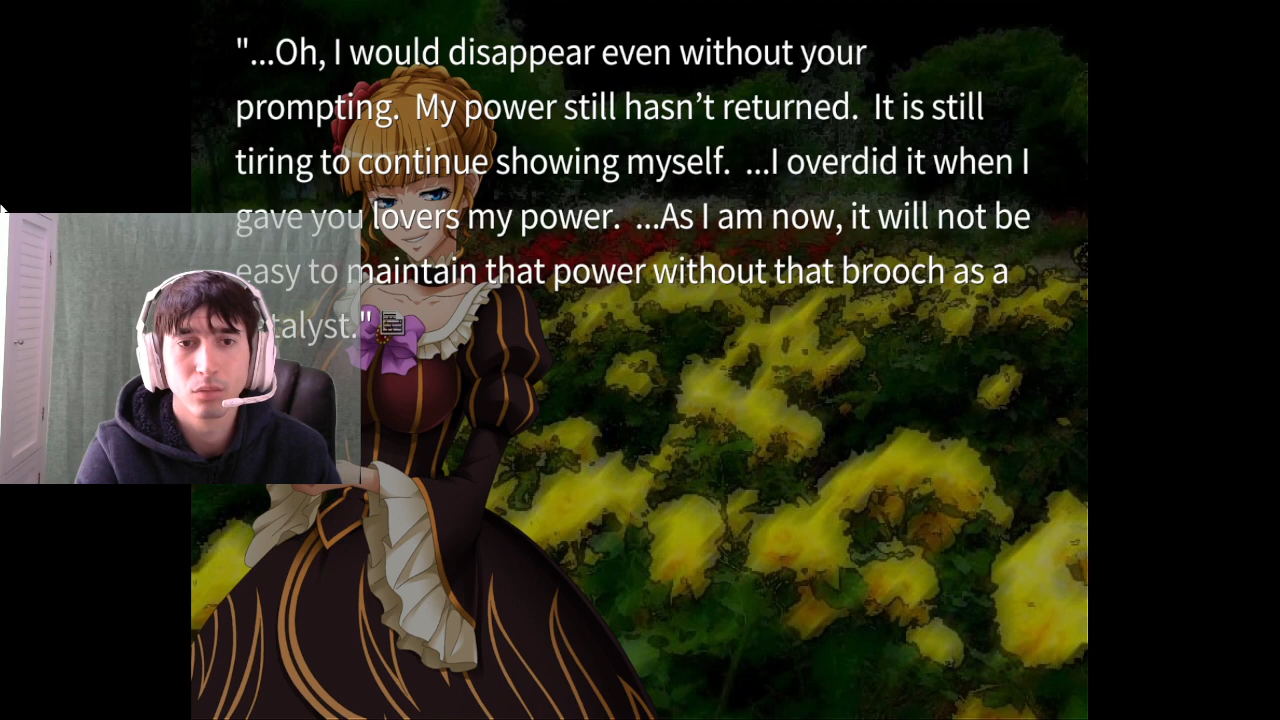 "...Oh, I would disappear even without your
prompting.  My power still hasn’t returned.  It is still
tiring to continue showing myself.  ...I overdid it when I
gave you lovers my power.  ...As I am now, it will not be
easy to maintain that power without that brooch as a
talyst."